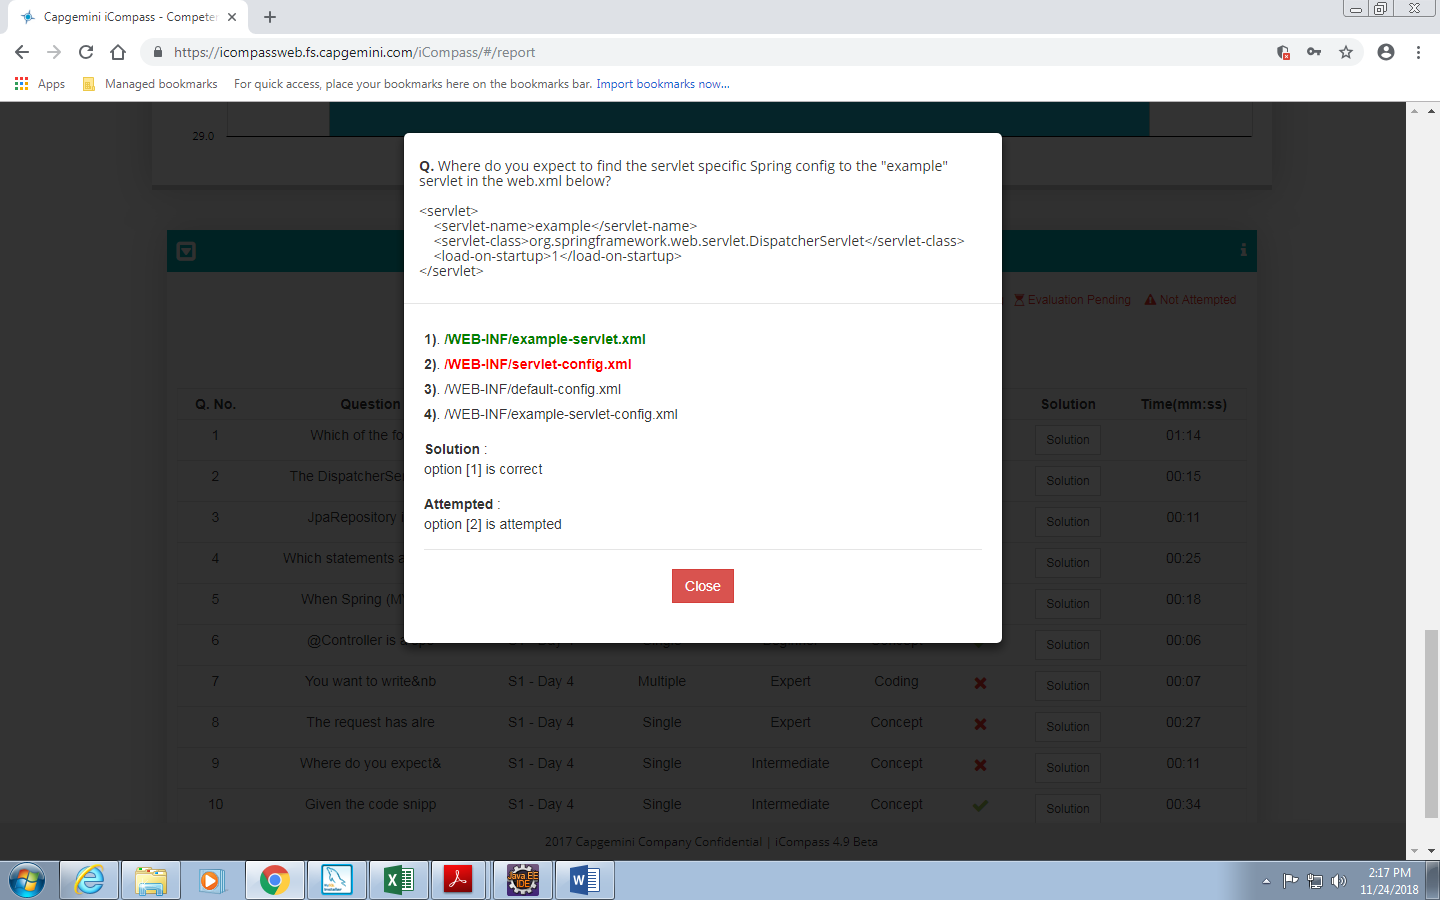 Capgemini iCompass - Competen
https://icompassweb.fs.capgemini.com/iCompass/#/report
Apps Managed bookmarks For quick access, place your bookmarks here on the bookmarks bar. Import bookmarks now...
29.0
Q. Where do you expect to find the servlet specific Spring config to the "example"
servlet in the web.xml below?
<servlet>
<servlet-name>example</servlet-name>
<servlet-class>org.springframework.web.servlet.DispatcherServlet</servlet-class>
<load-on-startup>1</load-on-startup>
</servlet>
Evaluation Pending Not Attempted
1). /WEB-INF/example-servlet.xml
2). /WEB-INF/servlet-config.xml
3). /WEB-INF/default-config.xml
4). /WEB-INF/example-servlet-config.xml
Solution :
option [1] is correct
Attempted :
option [2] is attempted
Close
Q. No. Question Solution Time(mm:ss)
1 Which of the fo Solution 01:14
2 The DispatcherSe Solution 00:15
3 JpaRepository Solution 00:11
4 Which statements a Solution 00:25
5 When Spring (M Solution 00:18
6 @Controller is a Solution 00:06
7 You want to write&nb S1 - Day 4 Multiple Expert Coding Solution 00:07
8 The request has alre S1 - Day 4 Single Expert Concept Solution 00:27
9 Where do you expect& S1 - Day 4 Single Intermediate Concept Solution 00:11
10 Given the code snipp S1 - Day 4 Single Intermediate Concept Solution 00:34
2017 Capgemini Company Confidential | iCompass 4.9 Beta
2:17 PM
11/24/2018